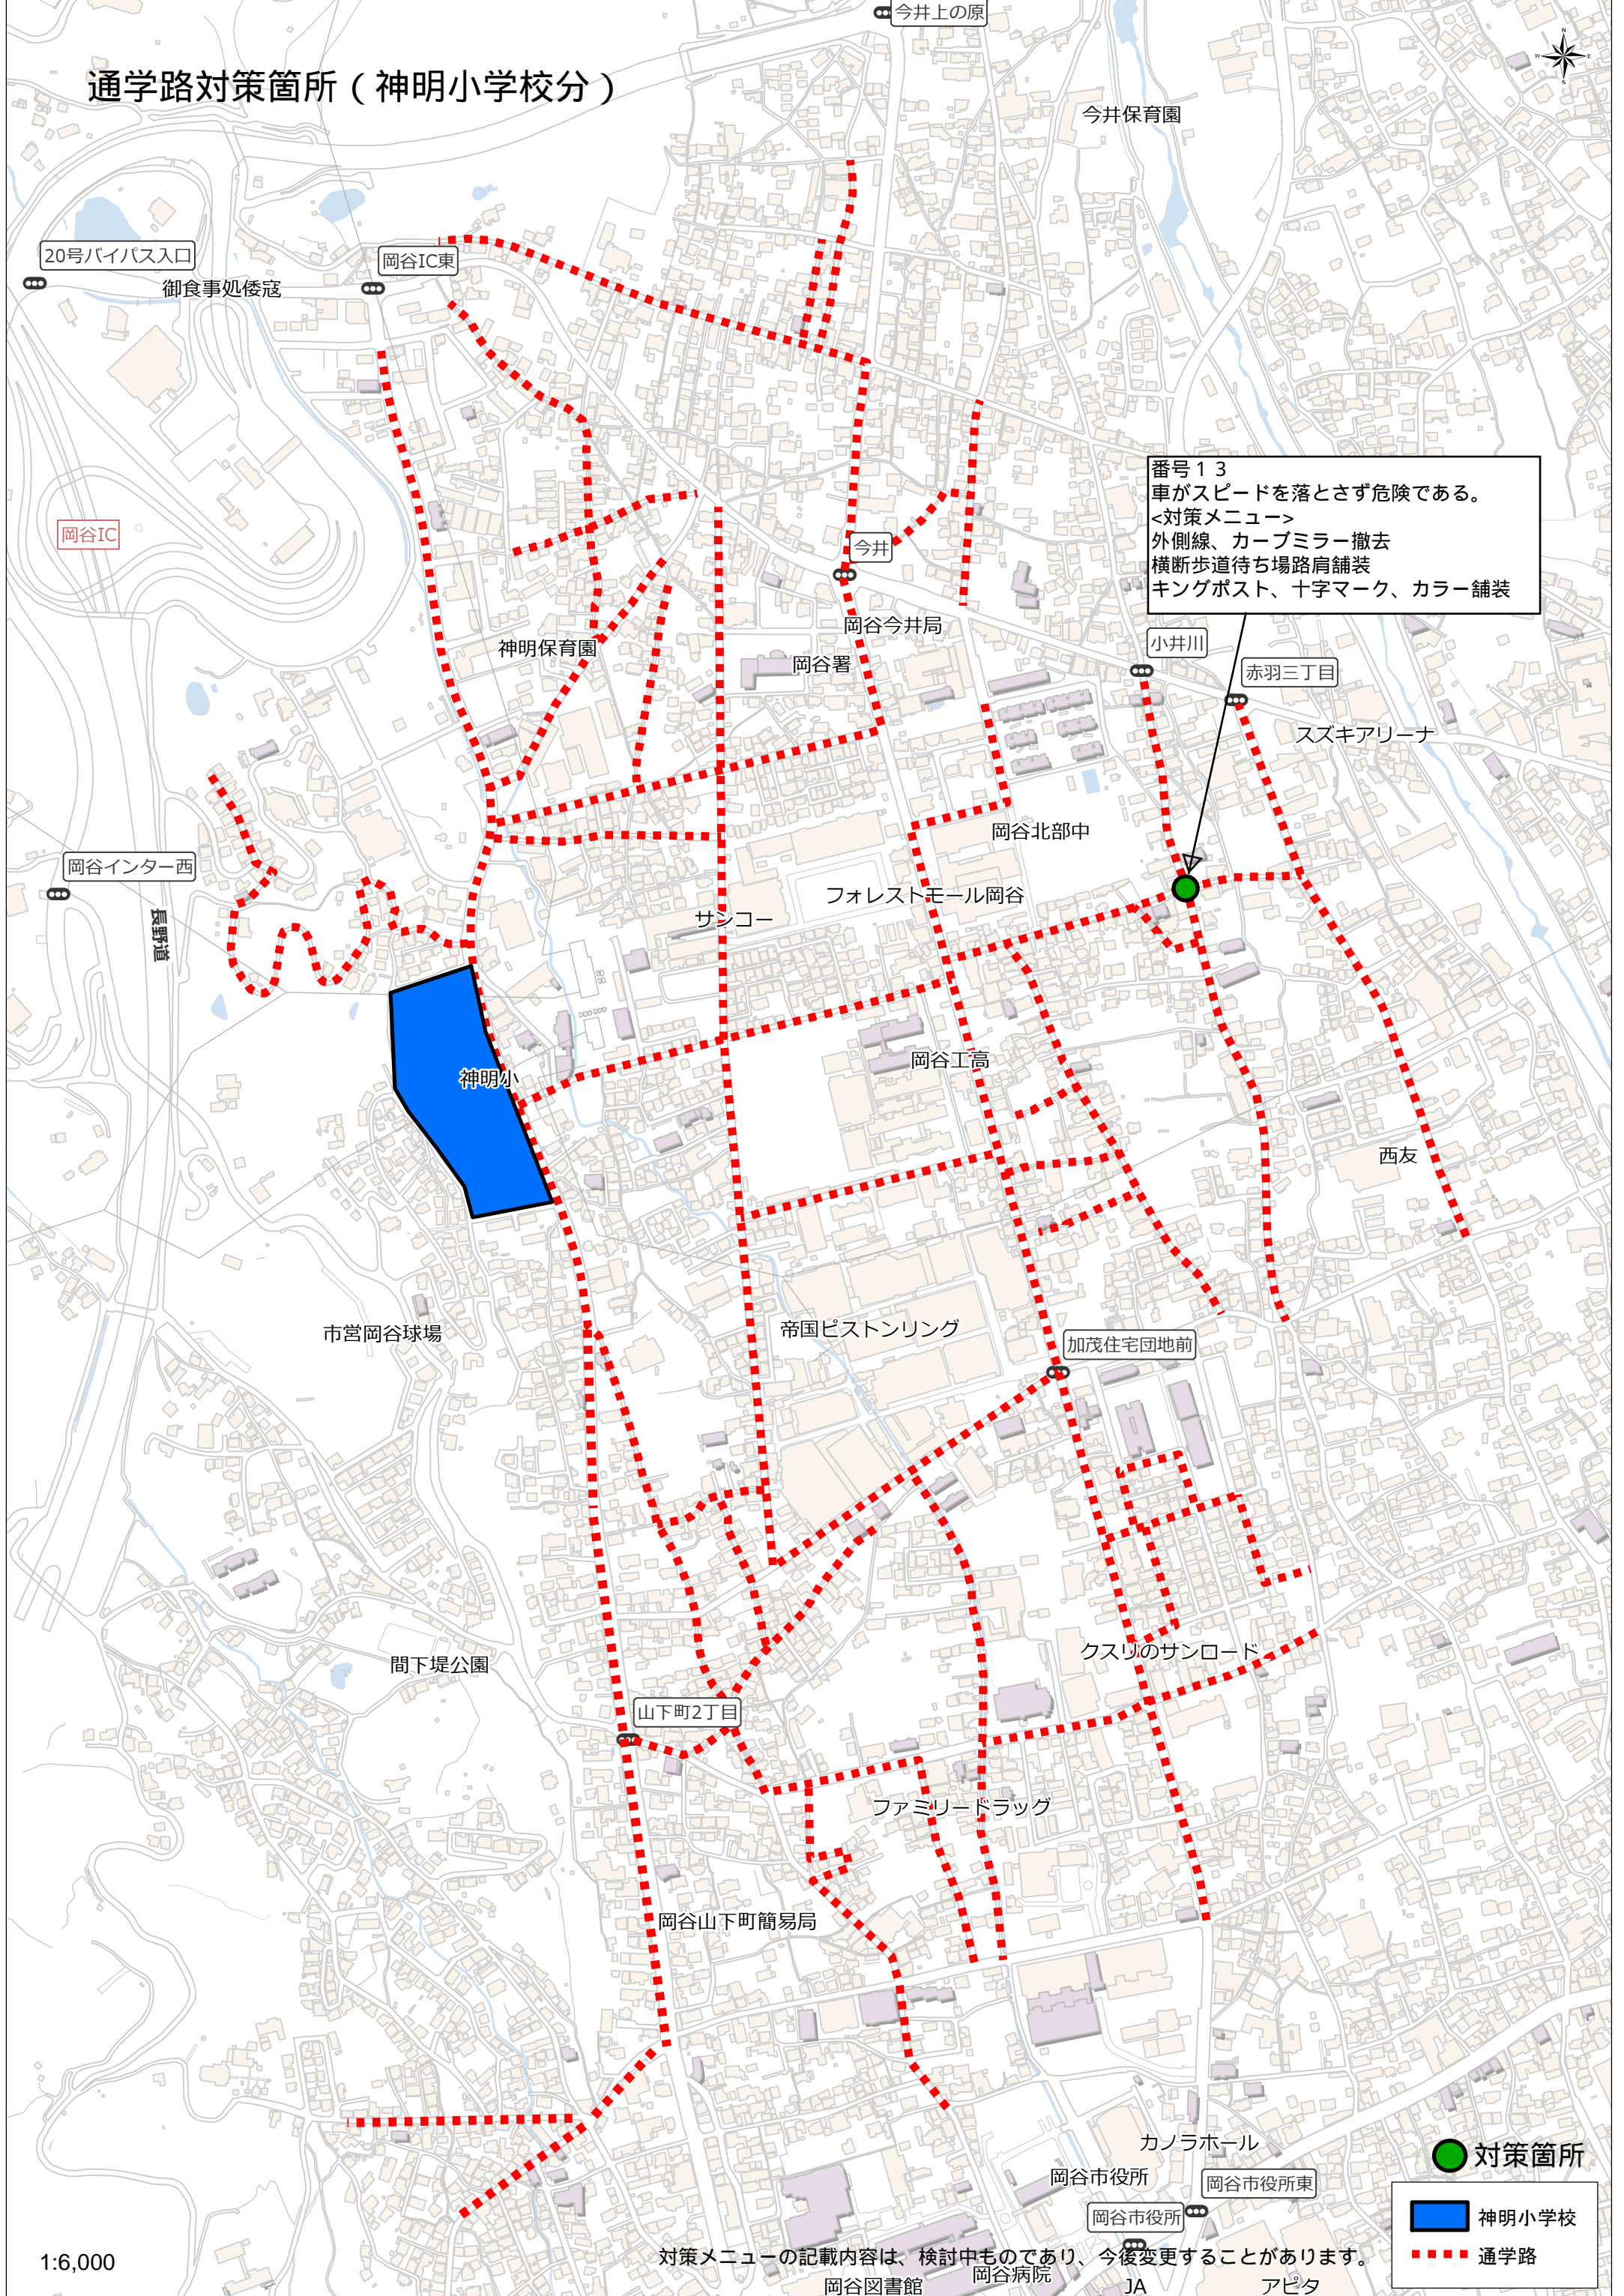 今井上の原
通学路対策箇所（神明小学校分）
N
W E
S
今井保育園
20号バイパス入口
岡谷IC東
御食事処倭寇
番号１３
車がスピードを落とさず危険である。
<対策メニュー>
外側線、カーブミラー撤去
横断歩道待ち場路肩舗装
キングポスト、十字マーク、カラー舗装
岡谷IC
今井
岡谷今井局
小井川
神明保育園
岡谷署
赤羽三丁目
スズキアリーナ
岡谷北部中
岡谷インター西
フォレストモール岡谷
サンコー
長野道
岡谷工高
神明小
西友
市営岡谷球場
帝国ピストンリング
加茂住宅団地前
クスリのサンロード
間下堤公園
山下町2丁目
ファミリードラッグ
岡谷山下町簡易局
カノラホール
対策箇所
岡谷市役所
岡谷市役所東
岡谷市役所
神明小学校
通学路
1:6,000
対策メニューの記載内容は、検討中ものであり、今後変更することがあります。
岡谷病院
岡谷図書館
JA
アピタ